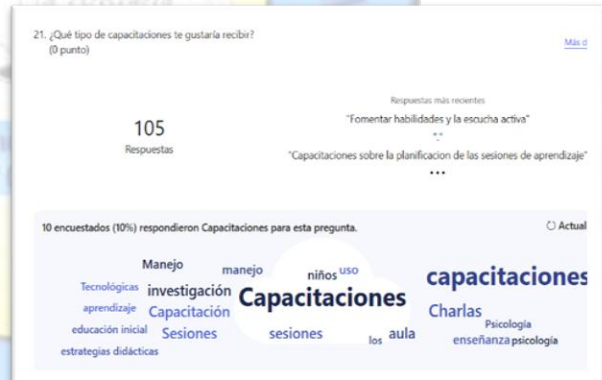 21. ¿Qué tipo de capacitaciones te gustaría recibir?
(0 punto)
Más d
105
Respuestas
Respuestas más recientes
"Fomentar habilidades y la escucha activa"
"."
"Capacitaciones sobre la planificacion de las sesiones de aprendizaje"
...
10 encuestados (10%) respondieron Capacitaciones para esta pregunta.
Actual
Manejo
manejo
niños uso
capacitaciones
Tecnológicas
investigación
Capacitaciones
aprendizaje
Capacitación
Charlas
Psicología
educación inicial
Sesiones
sesiones
los
aula
enseñanza
psicología
estrategias didácticas